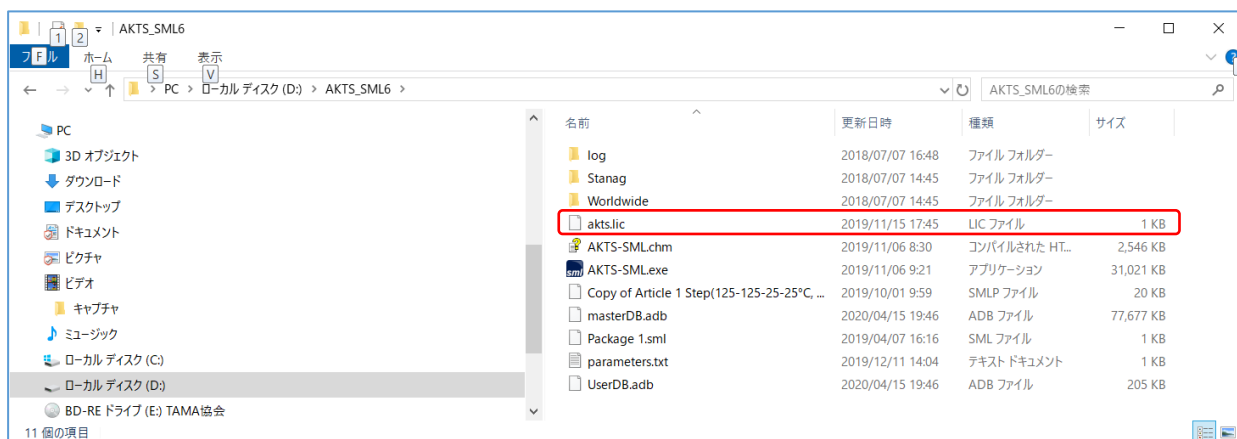 AKTS_SML6
1 2
ファイル ホーム 共有 表示
F H S V
PC > ローカル ディスク (D:) > AKTS_SML6 >
AKTS_SML6の検索
PC
3D オブジェクト
ダウンロード
デスクトップ
ドキュメント
ピクチャ
ビデオ
キャプチャ
ミュージック
ローカル ディスク (C:)
ローカル ディスク (D:)
BD-RE ドライブ (E:) TAMA協会
名前 更新日時 種類 サイズ
log 2018/07/07 16:48 ファイル フォルダー
Stanag 2018/07/07 14:45 ファイル フォルダー
Worldwide 2018/07/07 14:45 ファイル フォルダー
akts.lic 2019/11/15 17:45 LIC ファイル 1 KB
AKTS-SML.chm 2019/11/06 8:30 コンパイルされた HT... 2,546 KB
AKTS-SML.exe 2019/11/06 9:21 アプリケーション 31,021 KB
Copy of Article 1 Step(125-125-25-25°C, ... 2019/10/01 9:59 SMLP ファイル 20 KB
masterDB.adb 2020/04/15 19:46 ADB ファイル 77,677 KB
Package 1.sml 2019/04/07 16:16 SML ファイル 1 KB
parameters.txt 2019/12/11 14:04 テキスト ドキュメント 1 KB
UserDB.adb 2020/04/15 19:46 ADB ファイル 205 KB
11 個の項目